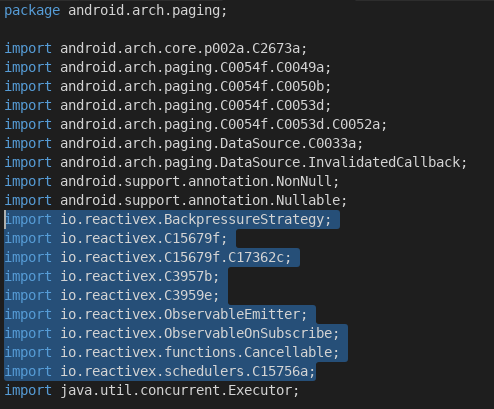 package android.arch.paging;
import android.arch.core.p002a.C2673a;
import android.arch.paging.C0054f.C0049a;
import android.arch.paging.C0054f.C0050b;
import android.arch.paging.C0054f.C0053d;
import android.arch.paging.C0054f.C0053d.C0052a;
import android.arch.paging.DataSource.C0033a;
import android.arch.paging.DataSource.InvalidatedCallback;
import android.support.annotation.NonNull;
import android.support.annotation.Nullable;
import io.reactivex.BackpressureStrategy;
import io.reactivex.C15679f;
import io.reactivex.C15679f.C17362c;
import io.reactivex.C3957b;
import io.reactivex.C3959e;
import io.reactivex.ObservableEmitter;
import io.reactivex.ObservableOnSubscribe;
import io.reactivex.functions.Cancellable;
import io.reactivex.schedulers.C15756a;
import java.util.concurrent.Executor;